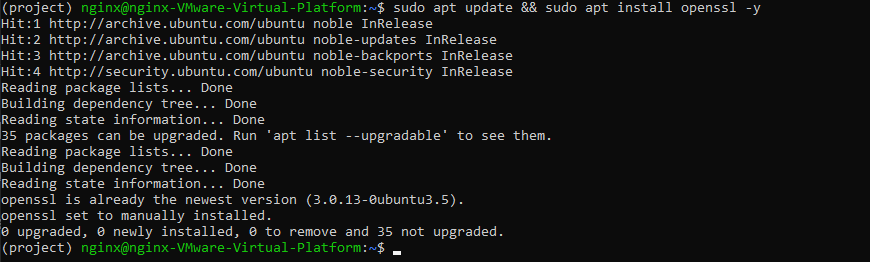 (project) nginx@nginx-VMware-Virtual-Platform:~$ sudo apt update && sudo apt install openssl -y
Hit:1 http://archive.ubuntu.com/ubuntu noble InRelease
Hit:2 http://archive.ubuntu.com/ubuntu noble-updates InRelease
Hit:3 http://archive.ubuntu.com/ubuntu noble-backports InRelease
Hit:4 http://security.ubuntu.com/ubuntu noble-security InRelease
Reading package lists... Done
Building dependency tree... Done
Reading state information... Done
35 packages can be upgraded. Run 'apt list --upgradable' to see them.
Reading package lists... Done
Building dependency tree... Done
Reading state information... Done
openssl is already the newest version (3.0.13-0ubuntu3.5).
openssl set to manually installed.
0 upgraded, 0 newly installed, 0 to remove and 35 not upgraded.
(project) nginx@nginx-VMware-Virtual-Platform:~$